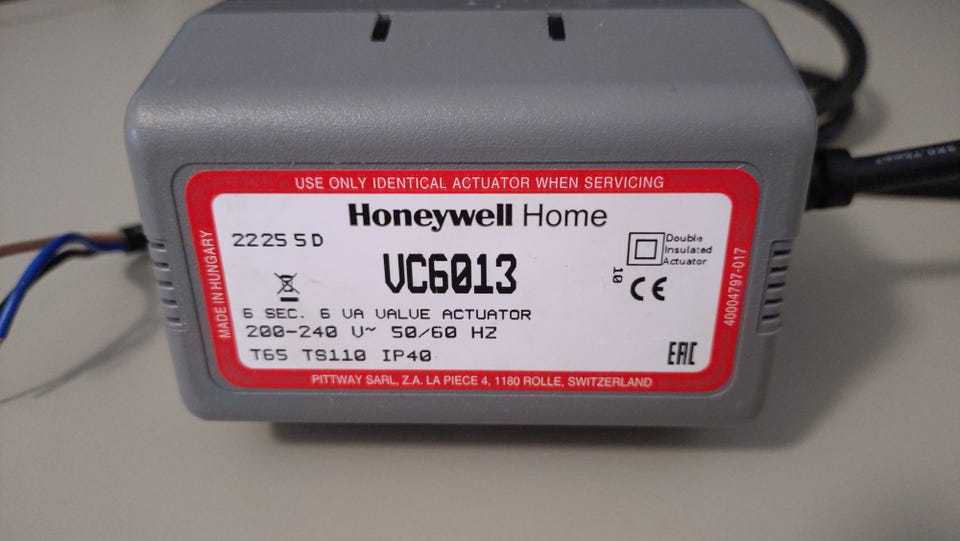 USE ONLY IDENTICAL ACTUATOR WHEN SERVICING
Honeywell Home
2225 5D
Double
Insulated
Actuator
VC6013
10
CE
6 SEC. 6 VA VALVE ACTUATOR
200-240 V~ 50/60 HZ
T65 TS110 IP40
EAC
PITTWAY SARL, Z.A. LA PIECE 4, 1180 ROLLE, SWITZERLAND
MADE IN HUNGARY
40004797-017